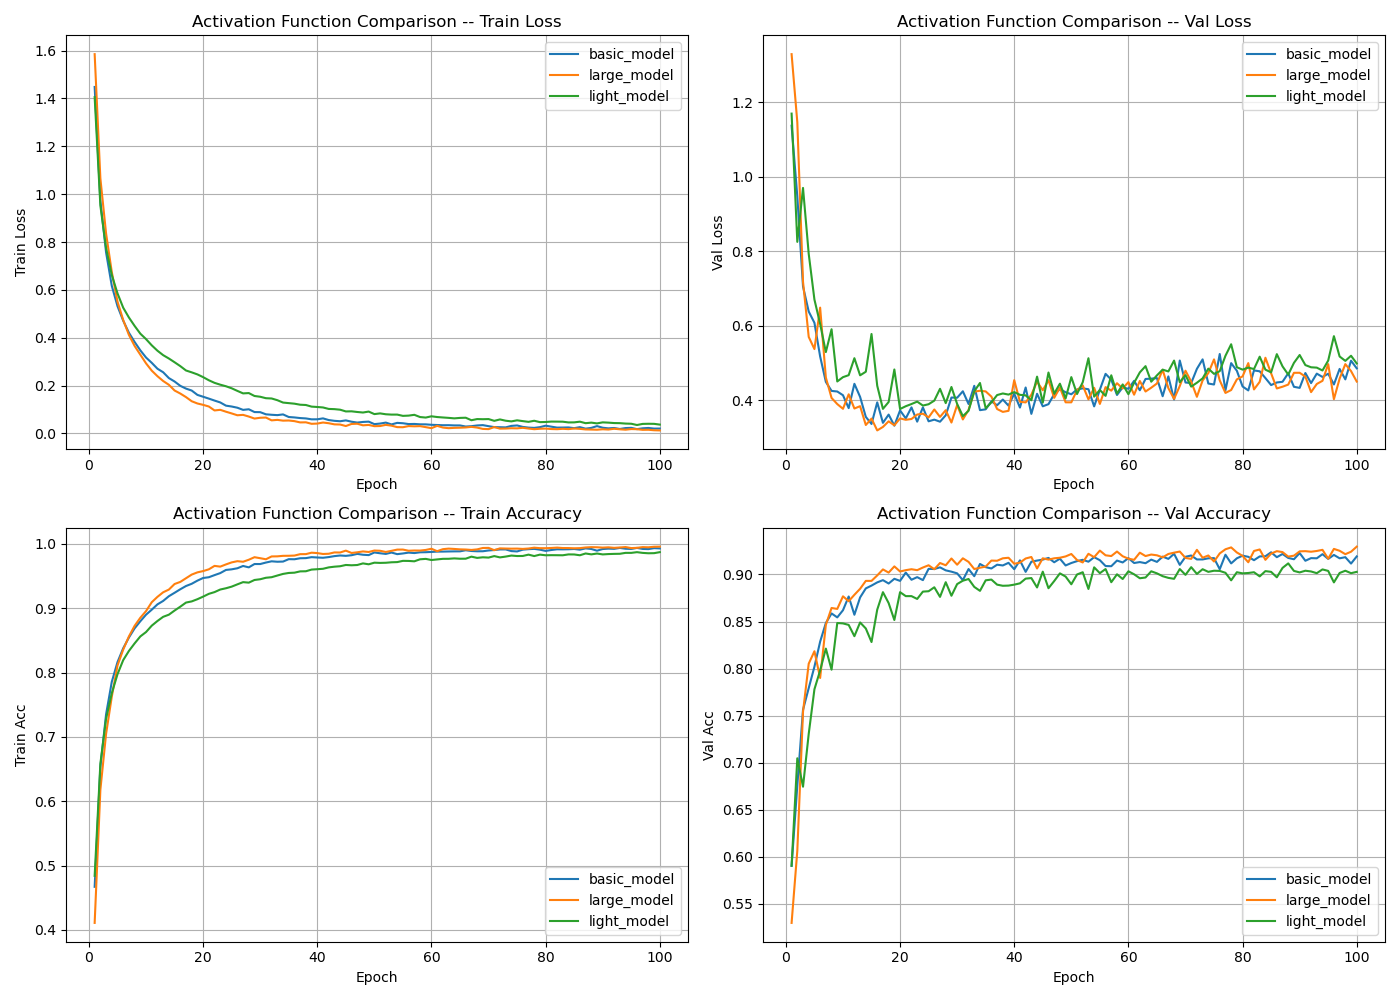 Activation Function Comparison -- Train Loss
Train Loss
1.6
1.4
1.2
1.0
0.8
0.6
0.4
0.2
0.0
basic_model
large_model
light_model
0 20 40 60 80 100
Epoch
Activation Function Comparison -- Val Loss
Val Loss
1.2
1.0
0.8
0.6
0.4
basic_model
large_model
light_model
0 20 40 60 80 100
Epoch
Activation Function Comparison -- Train Accuracy
Train Acc
1.0
0.9
0.8
0.7
0.6
0.5
0.4
basic_model
large_model
light_model
0 20 40 60 80 100
Epoch
Activation Function Comparison -- Val Accuracy
Val Acc
0.90
0.85
0.80
0.75
0.70
0.65
0.60
0.55
basic_model
large_model
light_model
0 20 40 60 80 100
Epoch